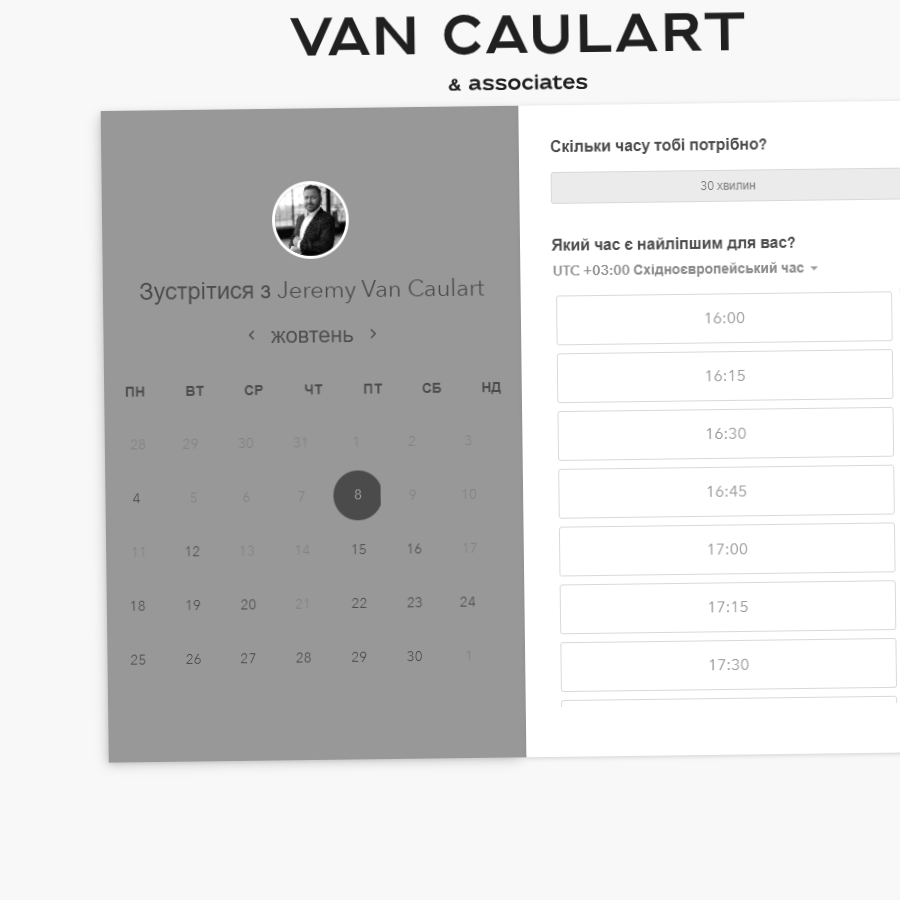 VAN CAULART
& associates
Зустрітися з Jeremy Van Caulart
жовтень
ПН ВТ СР ЧТ ПТ СБ НД
28 29 30 31 1 2 3
4 5 6 7 8 9 10
11 12 13 14 15 16 17
18 19 20 21 22 23 24
25 26 27 28 29 30 1
Скільки часу тобі потрібно?
30 хвилин
Який час є найліпшим для вас?
UTC +03:00 Східноєвропейський час
16:00
16:15
16:30
16:45
17:00
17:15
17:30